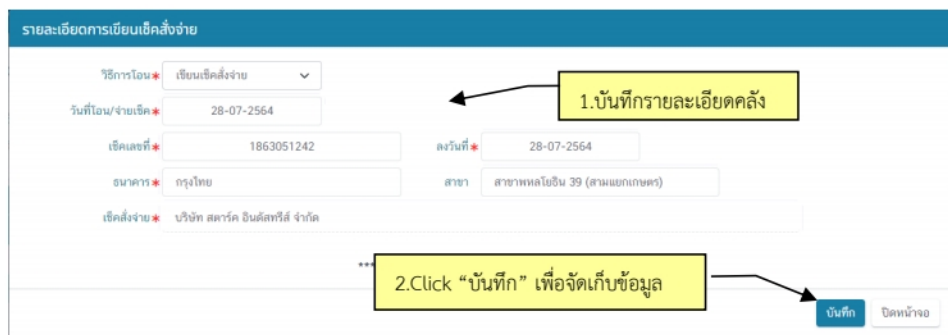 รายละเอียดการเขียนเช็คสั่งจ่าย
วิธีการโอน* เขียนเช็คสั่งจ่าย
1.บันทึกรายละเอียดคลัง
วันที่โอน/จ่ายเช็ค* 28-07-2564
เช็คเลขที่* 1863051242 ลงวันที่* 28-07-2564
ธนาคาร* กรุงไทย สาขา สาขาพหลโยธิน 39 (สามแยกเกษตร)
เช็คสั่งจ่าย* บริษัท สตาร์ค อินดัสทรีส์ จำกัด
***
2.Click “บันทึก” เพื่อจัดเก็บข้อมูล
บันทึก ปิดหน้าจอ